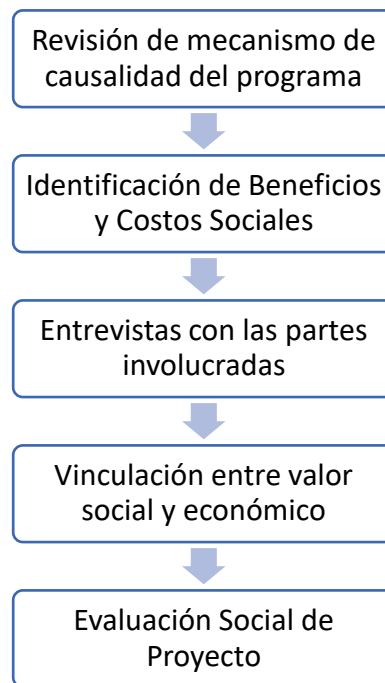 Revisión de mecanismo de
causalidad del programa
Identificación de Beneficios
y Costos Sociales
Entrevistas con las partes
involucradas
Vinculación entre valor
social y económico
Evaluación Social de
Proyecto